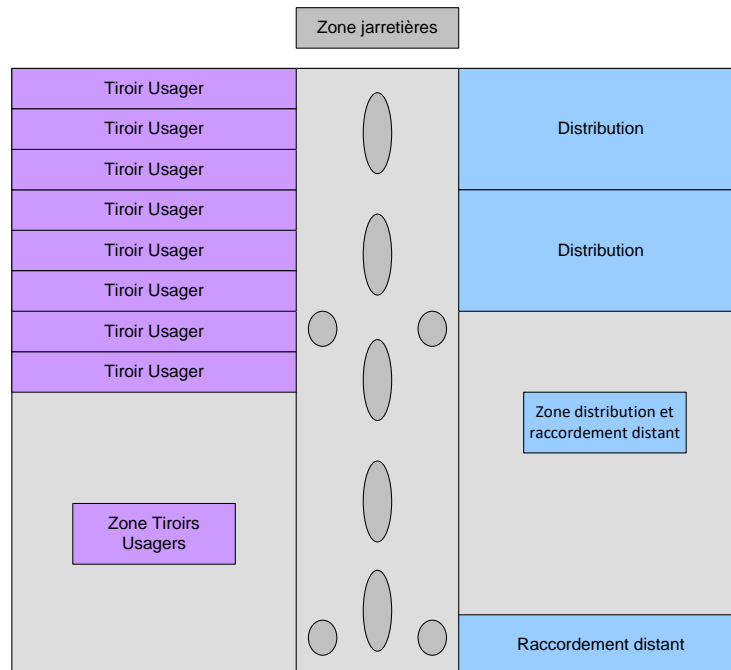 Zone jarretières
Tiroir Usager
Tiroir Usager
Tiroir Usager
Tiroir Usager
Tiroir Usager
Tiroir Usager
Tiroir Usager
Tiroir Usager
Zone Tiroirs
Usagers
Distribution
Distribution
Zone distribution et
raccordement distant
Raccordement distant